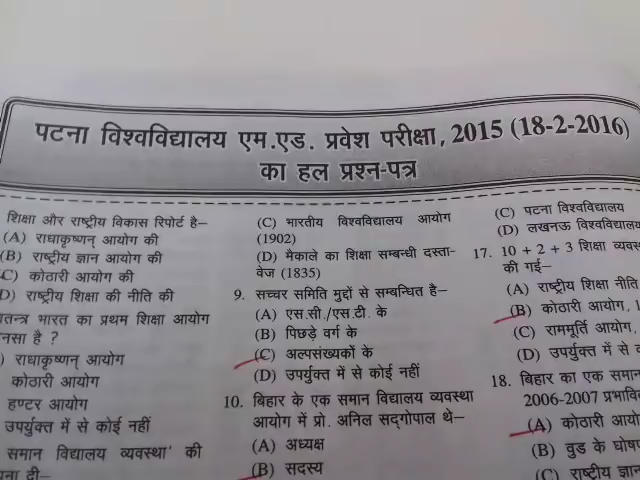 पटना विश्वविद्यालय एम.एड. प्रवेश परीक्षा, 2015 (18-2-2016)
का हल प्रश्न-पत्र
शिक्षा और राष्ट्रीय विकास रिपोर्ट है–
(A) राधाकृष्णन् आयोग की
(B) राष्ट्रीय ज्ञान आयोग की
C) कोठारी आयोग की
D) राष्ट्रीय शिक्षा की नीति की
भारत का प्रथम शिक्षा आयोग
है ?
) राधाकृष्णन् आयोग
कोठारी आयोग
हण्टर आयोग
उपर्युक्त में से कोई नहीं
समान विद्यालय व्यवस्था' की
दी–
(C) भारतीय विश्वविद्यालय आयोग
(1902)
(D) मैकाले का शिक्षा सम्बन्धी दस्ता-
वेज (1835)
9. सच्चर समिति मुद्दों से सम्बन्धित है–
(A) एस.सी./एस.टी. के
(B) पिछड़े वर्ग के
(C) अल्पसंख्यकों के
(D) उपर्युक्त में से कोई नहीं
10. बिहार के एक समान विद्यालय व्यवस्था
आयोग में प्रो. अनिल सद्गोपाल थे–
(A) अध्यक्ष
(B) सदस्य
(C) पटना विश्वविद्यालय
(D) लखनऊ विश्वविद्यालय
17. 10 + 2 + 3 शिक्षा
की गई–
(A) राष्ट्रीय शिक्षा नीति
(B) कोठारी आयोग,
(C) राममूर्ति आयोग,
(D) उपर्युक्त में से
18. बिहार का एक समान
2006-2007
(A) कोठारी
(B) वुड के
(C) राष्ट्रीय